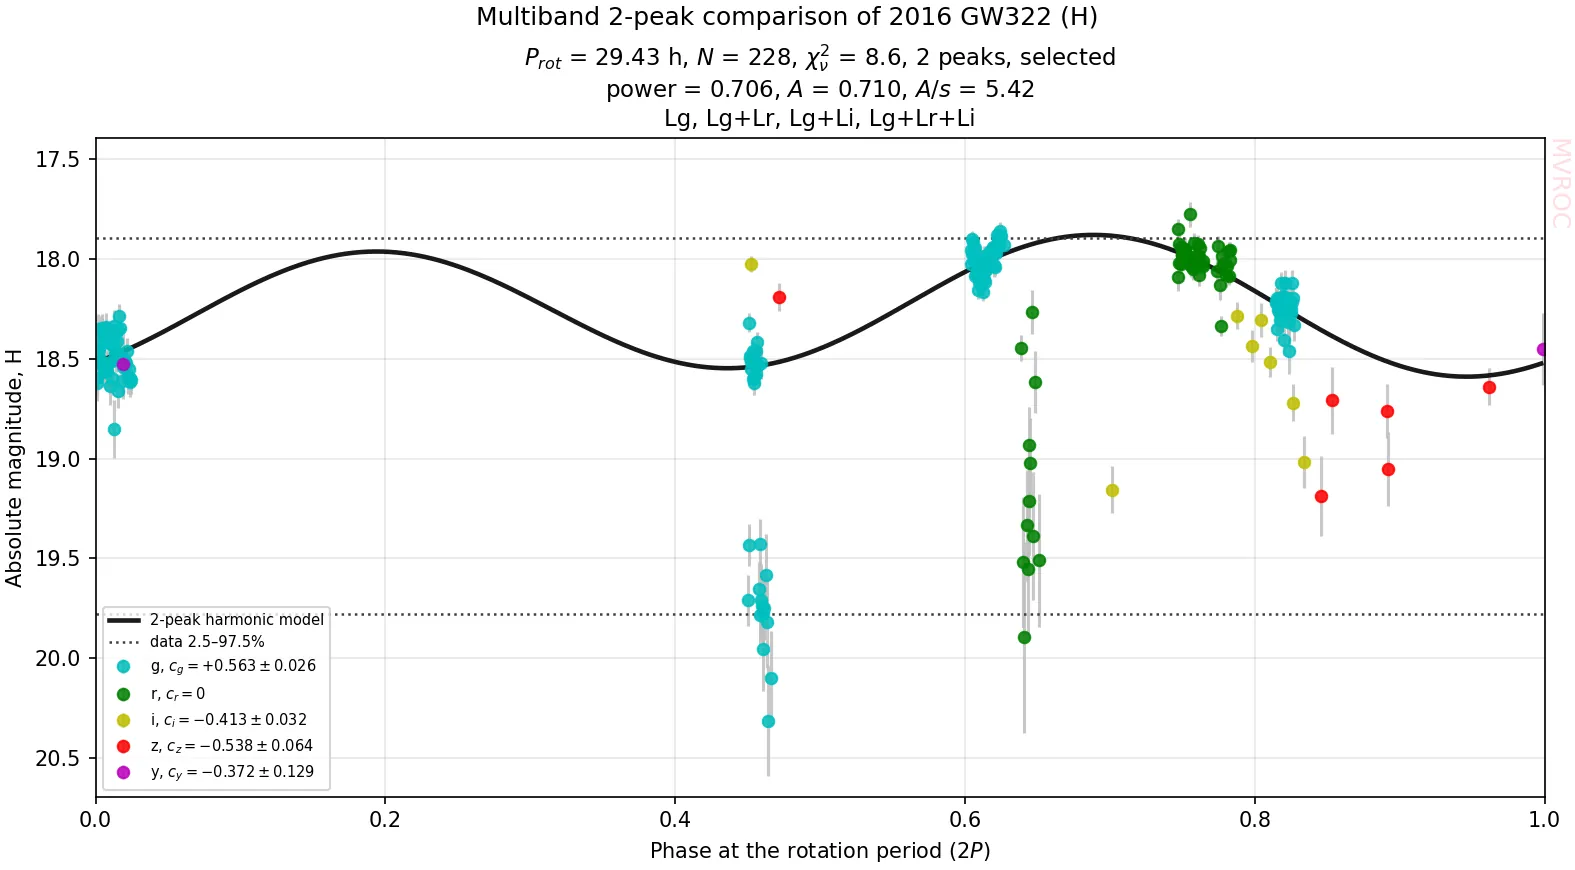 Multiband 2-peak comparison of 2016 GW322 (H)
P_rot = 29.43 h, N = 228, χ²_ν = 8.6, 2 peaks, selected
power = 0.706, A = 0.710, A/s = 5.42
Lg, Lg+Lr, Lg+Li, Lg+Lr+Li
MVROC
17.5
18.0
18.5
19.0
19.5
20.0
20.5
Absolute magnitude, H
2-peak harmonic model
data 2.5–97.5%
g, c_g = +0.563 ± 0.026
r, c_r = 0
i, c_i = −0.413 ± 0.032
z, c_z = −0.538 ± 0.064
y, c_y = −0.372 ± 0.129
0.0 0.2 0.4 0.6 0.8 1.0
Phase at the rotation period (2P)